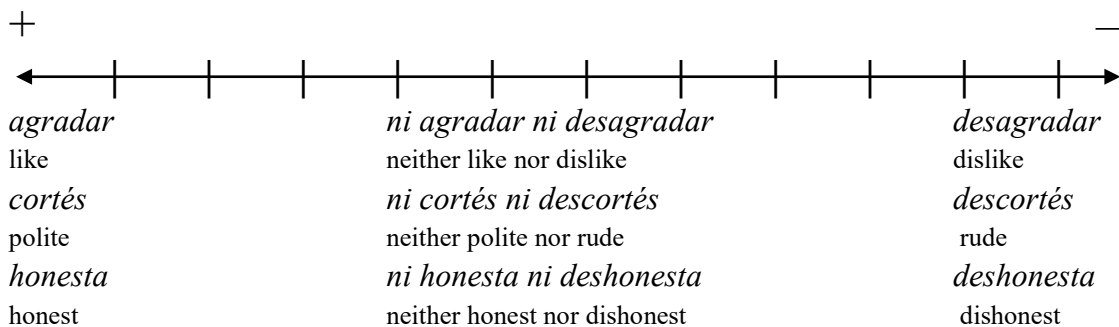 + –
agradar ni agradar ni desagradar desagradar
like neither like nor dislike dislike
cortés ni cortés ni descortés descortés
polite neither polite nor rude rude
honesta ni honesta ni deshonesta deshonesta
honest neither honest nor dishonest dishonest